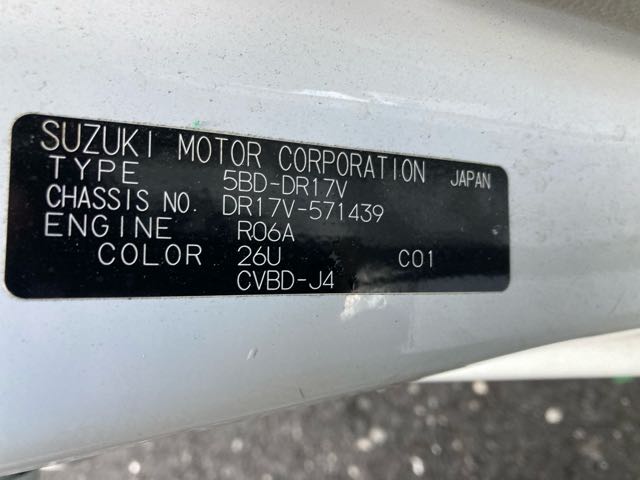 SUZUKI MOTOR CORPORATION JAPAN
TYPE 5BD-DR17V
CHASSIS NO. DR17V-571439
ENGINE R06A
COLOR 26U C01
CVBD-J4